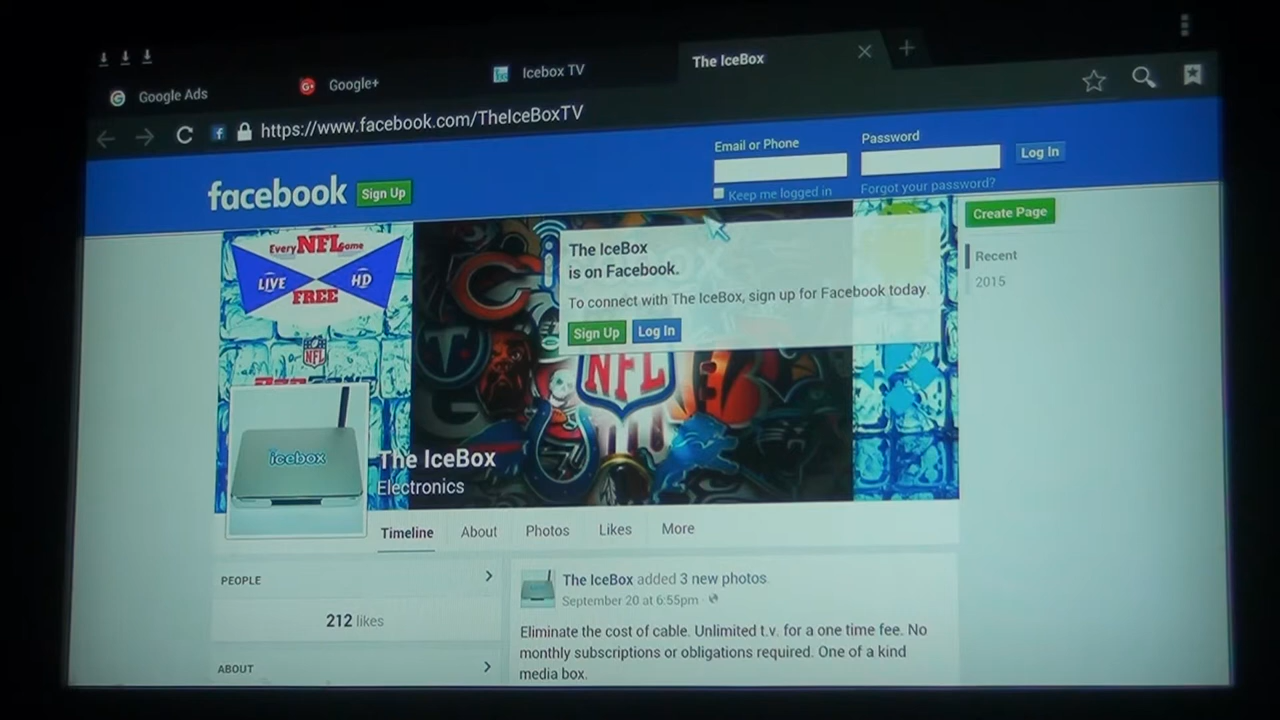 Google Ads
Google+
Icebox TV
The IceBox
https://www.facebook.com/TheIceBoxTV
facebook
Sign Up
Email or Phone
Password
Log In
Keep me logged in
Forgot your password?
Create Page
Recent
2015
Every NFL Game
LIVE
HD
FREE
NFL
The IceBox
is on Facebook.
To connect with The IceBox, sign up for Facebook today.
Sign Up
Log In
NFL
icebox
The IceBox
Electronics
Timeline
About
Photos
Likes
More
PEOPLE
212 likes
ABOUT
The IceBox added 3 new photos.
September 20 at 6:55pm ·
Eliminate the cost of cable. Unlimited t.v. for a one time fee. No
monthly subscriptions or obligations required. One of a kind
media box.